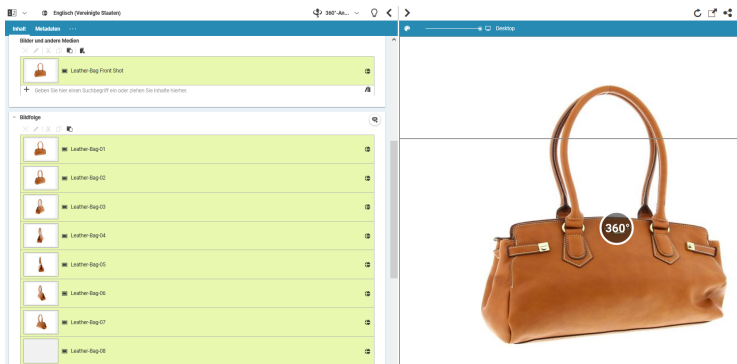 Englisch (Vereinigte Staaten)
360°-An...
Inhalt Metadaten ...
Desktop
Bilder und andere Medien
Leather-Bag Front Shot
Geben Sie hier einen Suchbegriff ein oder ziehen Sie Inhalte hierher.
Bildfolge
Leather-Bag-01
Leather-Bag-02
Leather-Bag-03
Leather-Bag-04
Leather-Bag-05
Leather-Bag-06
Leather-Bag-07
Leather-Bag-08
360°